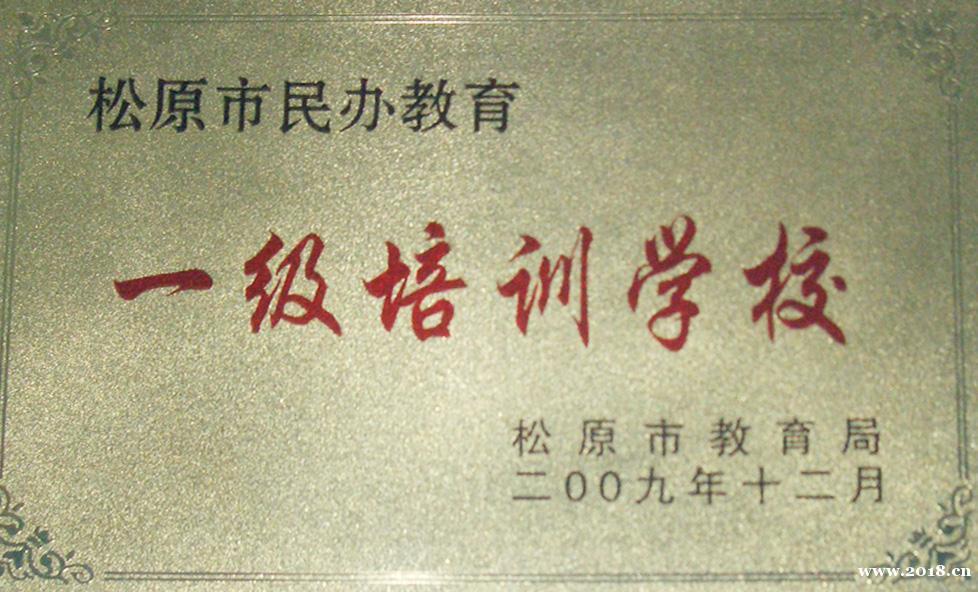 松原市民办教育
一级培训学校
松原市教育局
二00九年十二月
www.2018.cn